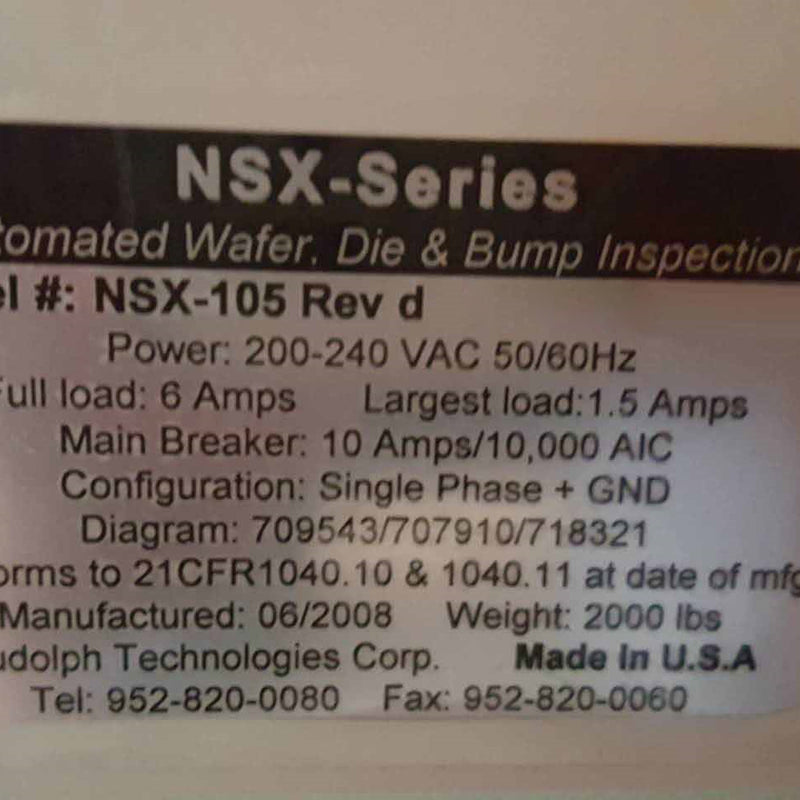 NSX-Series
tomated Wafer, Die & Bump Inspection
el #: NSX-105 Rev d
Power: 200-240 VAC 50/60Hz
Full load: 6 Amps Largest load:1.5 Amps
Main Breaker: 10 Amps/10,000 AIC
Configuration: Single Phase + GND
Diagram: 709543/707910/718321
orms to 21CFR1040.10 & 1040.11 at date of mfg
Manufactured: 06/2008 Weight: 2000 lbs
udolph Technologies Corp. Made In U.S.A
Tel: 952-820-0080 Fax: 952-820-0060